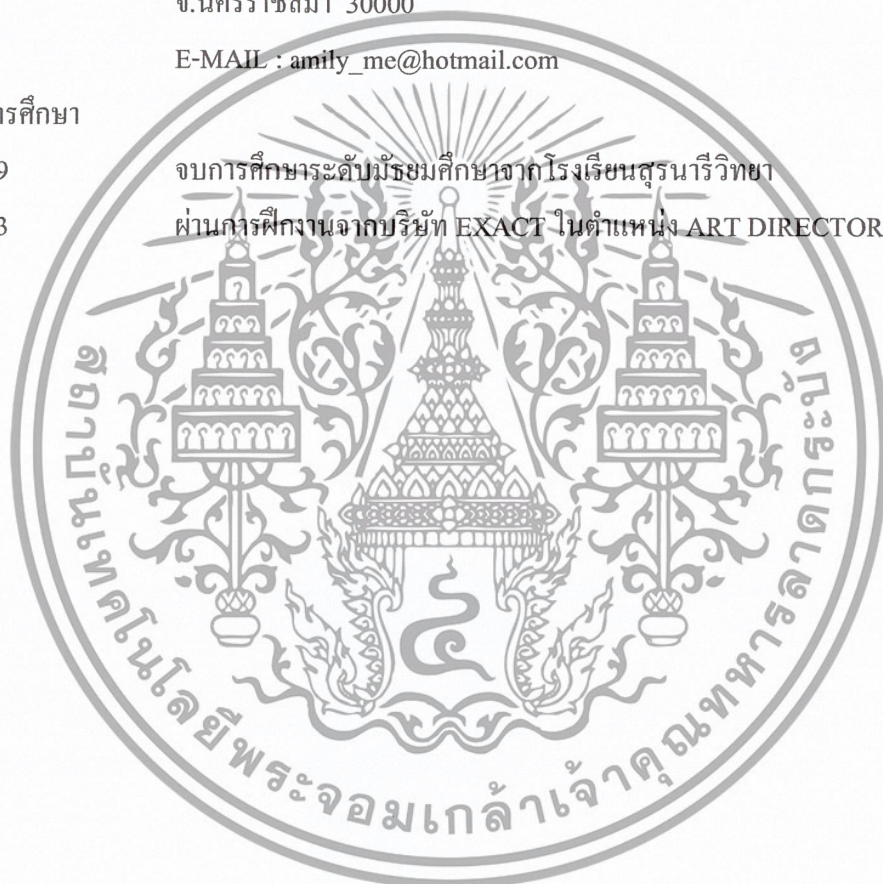 จ.นครราชสีมา 30000
E-MAIL : amily_me@hotmail.com
การศึกษา
9 จบการศึกษาระดับมัธยมศึกษาจากโรงเรียนสุรนารีวิทยา
3 ผ่านการฝึกงานจากบริษัท EXACT ในตำแหน่ง ART DIRECTOR
สถาบันเทคโนโลยีพระจอมเกล้าเจ้าคุณทหารลาดกระบัง
๔